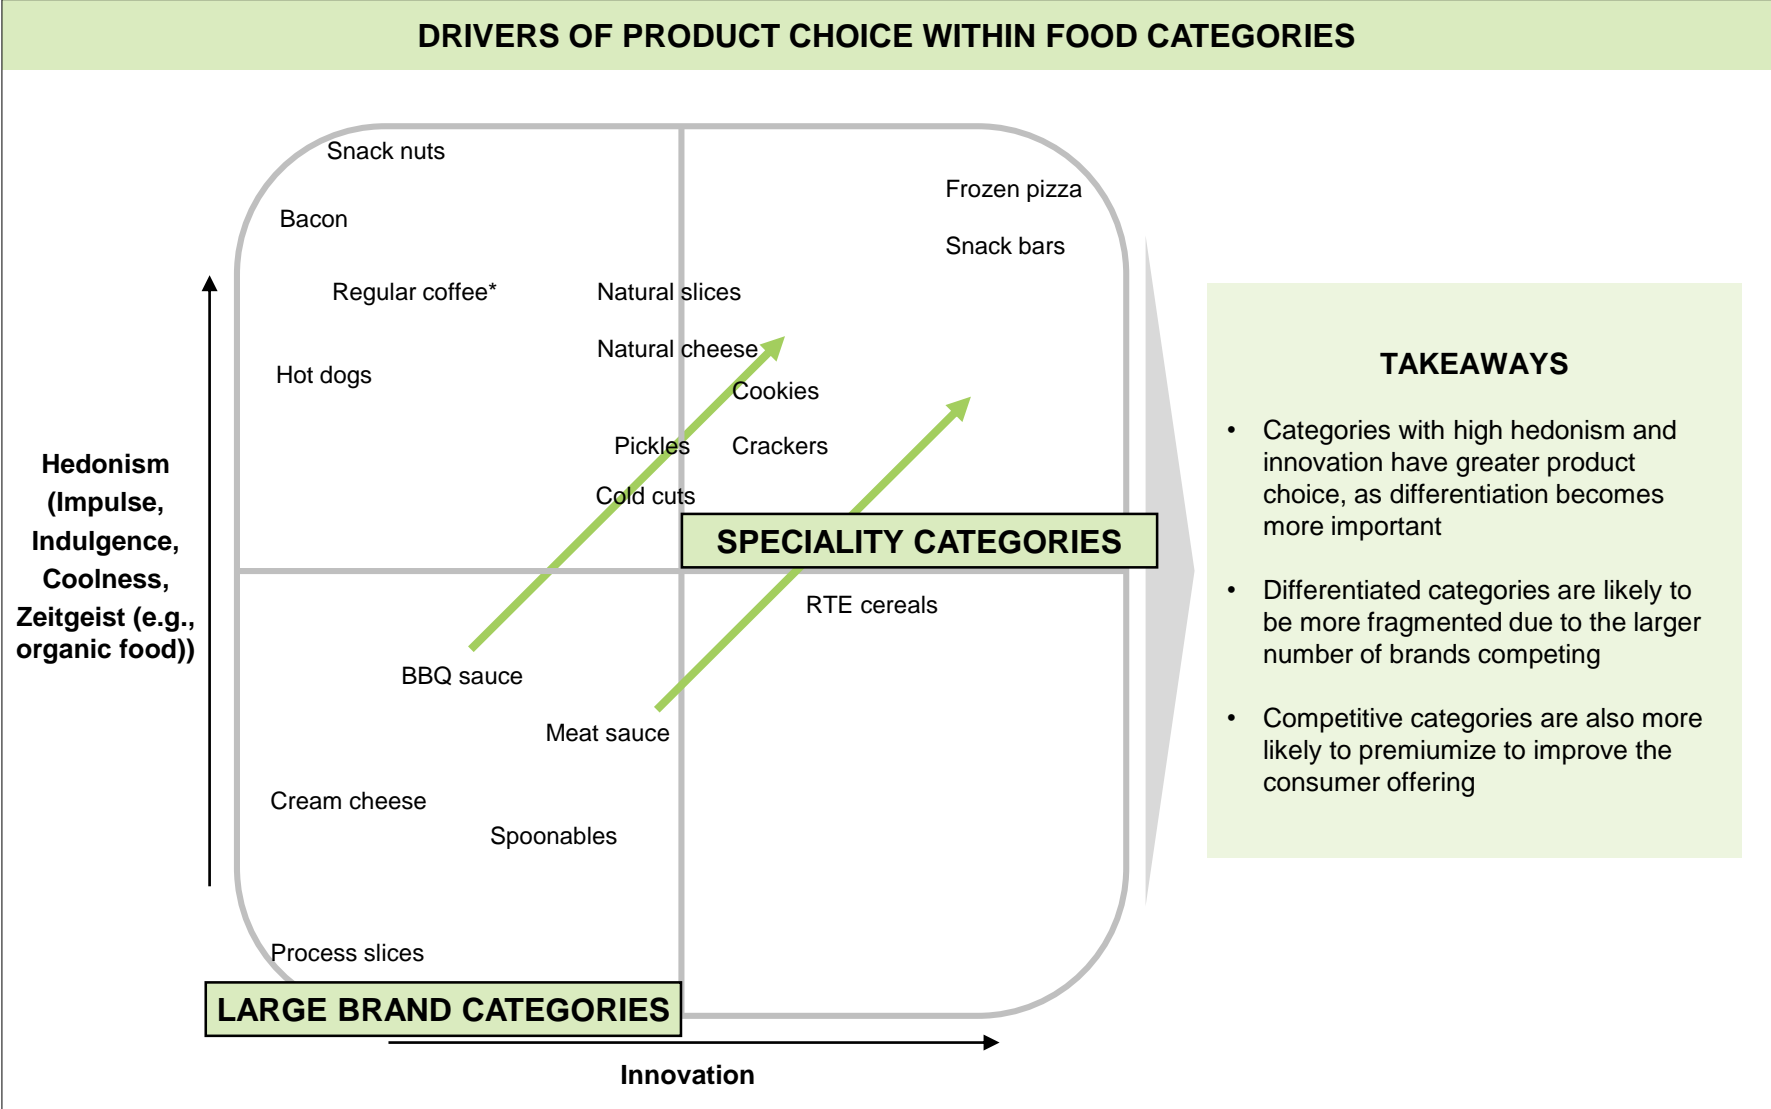 DRIVERS OF PRODUCT CHOICE WITHIN FOOD CATEGORIES
Snack nuts
Frozen pizza
Bacon
Snack bars
Regular coffee*
Natural slices
Natural cheese
Hot dogs
Cookies
Pickles
Crackers
Cold cuts
Hedonism
(Impulse,
Indulgence,
Coolness,
Zeitgeist (e.g.,
organic food))
SPECIALITY CATEGORIES
RTE cereals
BBQ sauce
Meat sauce
Cream cheese
Spoonables
Process slices
LARGE BRAND CATEGORIES
Innovation
TAKEAWAYS
• Categories with high hedonism and
innovation have greater product
choice, as differentiation becomes
more important
• Differentiated categories are likely to
be more fragmented due to the larger
number of brands competing
• Competitive categories are also more
likely to premiumize to improve the
consumer offering